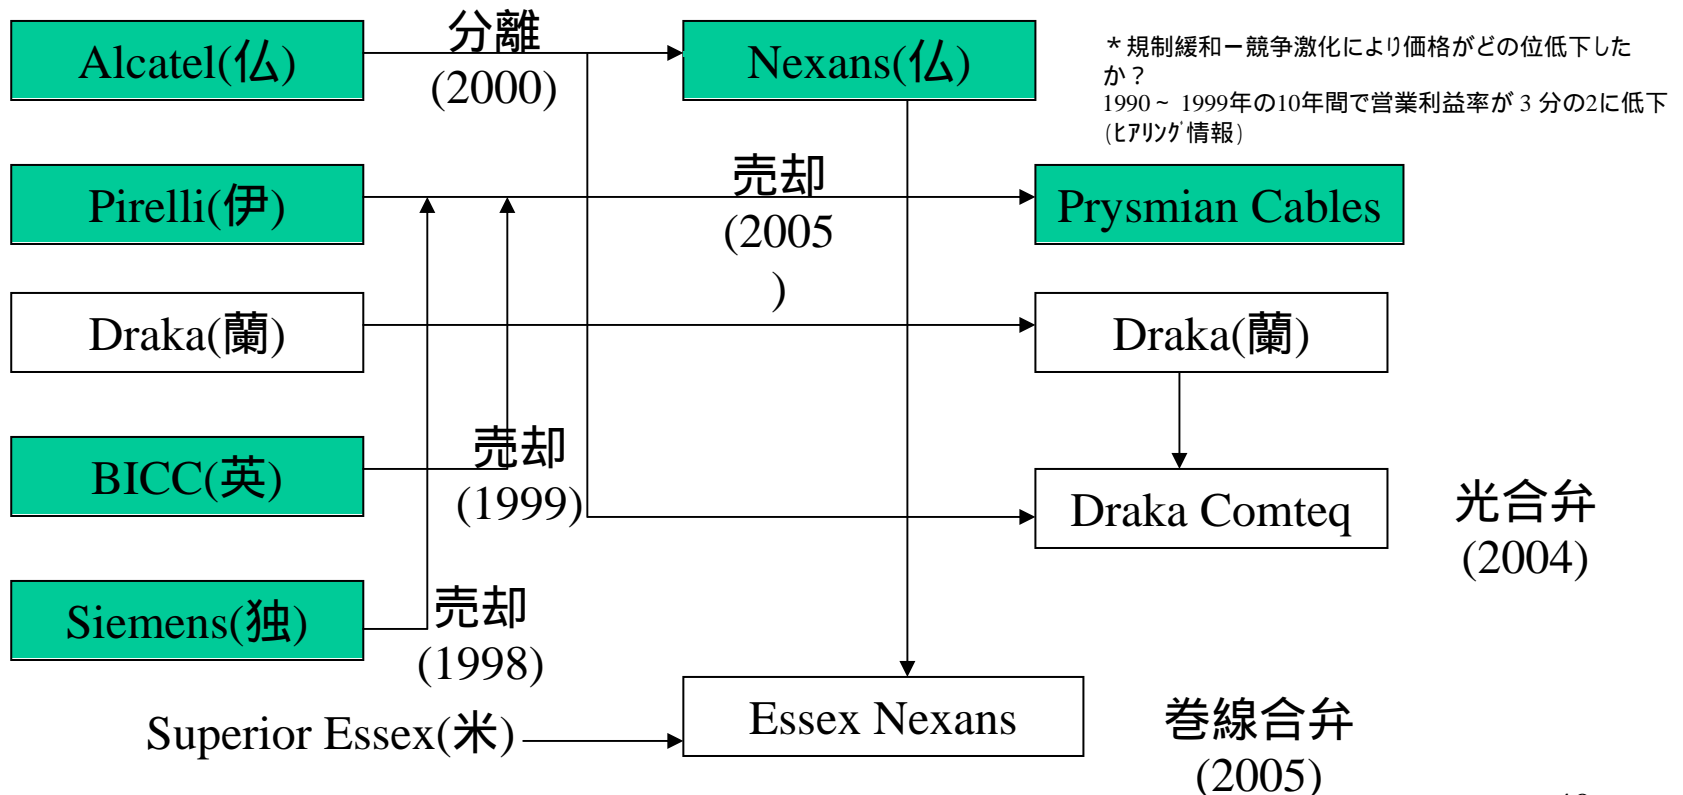 Alcatel(仏)
分離
(2000)
Nexans(仏)
*規制緩和ー競争激化により価格がどの位低下した
か?
1990~1999年の10年間で営業利益率が3分の2に低下
(ﾋｱﾘﾝｸﾞ情報)
Pirelli(伊)
売却
(2005
)
Prysmian Cables
Draka(蘭)
Draka(蘭)
BICC(英)
売却
(1999)
Draka Comteq
光合弁
(2004)
Siemens(独)
売却
(1998)
Superior Essex(米)
Essex Nexans
巻線合弁
(2005)